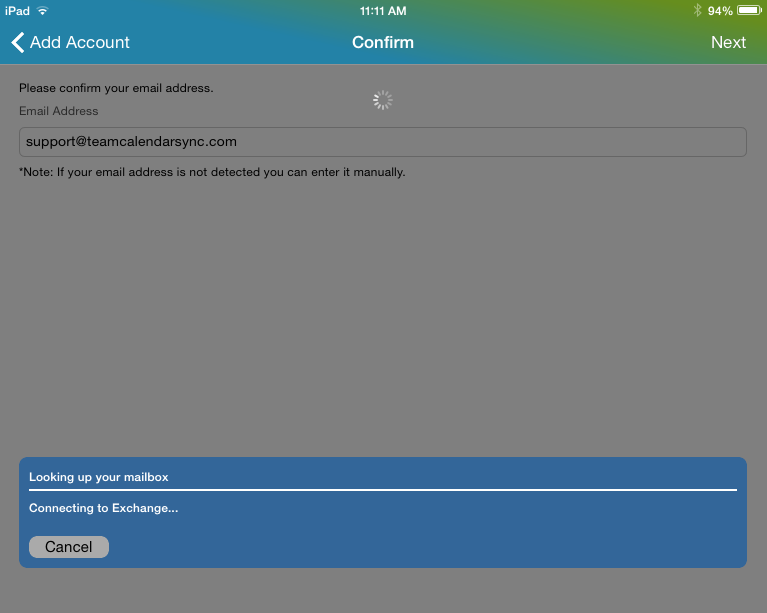 iPad 11:11 AM 94%
Add Account Confirm Next
Please confirm your email address.
Email Address
support@teamcalendarsync.com
*Note: If your email address is not detected you can enter it manually.
Looking up your mailbox
Connecting to Exchange...
Cancel